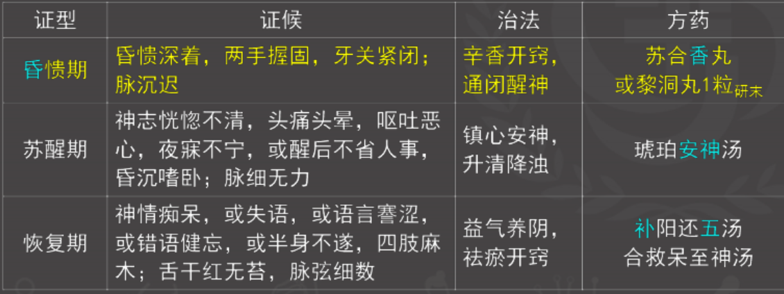 证型 证候 治法 方药
昏愦期 昏愦深着，两手握固，牙关紧闭；脉沉迟 辛香开窍，通闭醒神 苏合香丸或黎洞丸1粒研末
苏醒期 神志恍惚不清，头痛头晕，呕吐恶心，夜寐不宁，或醒后不省人事，昏沉嗜卧；脉细无力 镇心安神，升清降浊 琥珀安神汤
恢复期 神情痴呆，或失语，或语言謇涩，或错语健忘，或半身不遂，四肢麻木；舌干红无苔，脉弦细数 益气养阴，祛瘀开窍 补阳还五汤合救呆至神汤